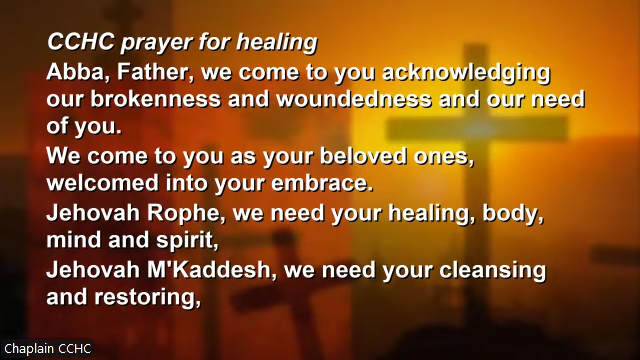 CCHC prayer for healing
Abba, Father, we come to you acknowledging
our brokenness and woundedness and our need
of you.
We come to you as your beloved ones,
welcomed into your embrace.
Jehovah Rophe, we need your healing, body,
mind and spirit,
Jehovah M'Kaddesh, we need your cleansing
and restoring,
Chaplain CCHC